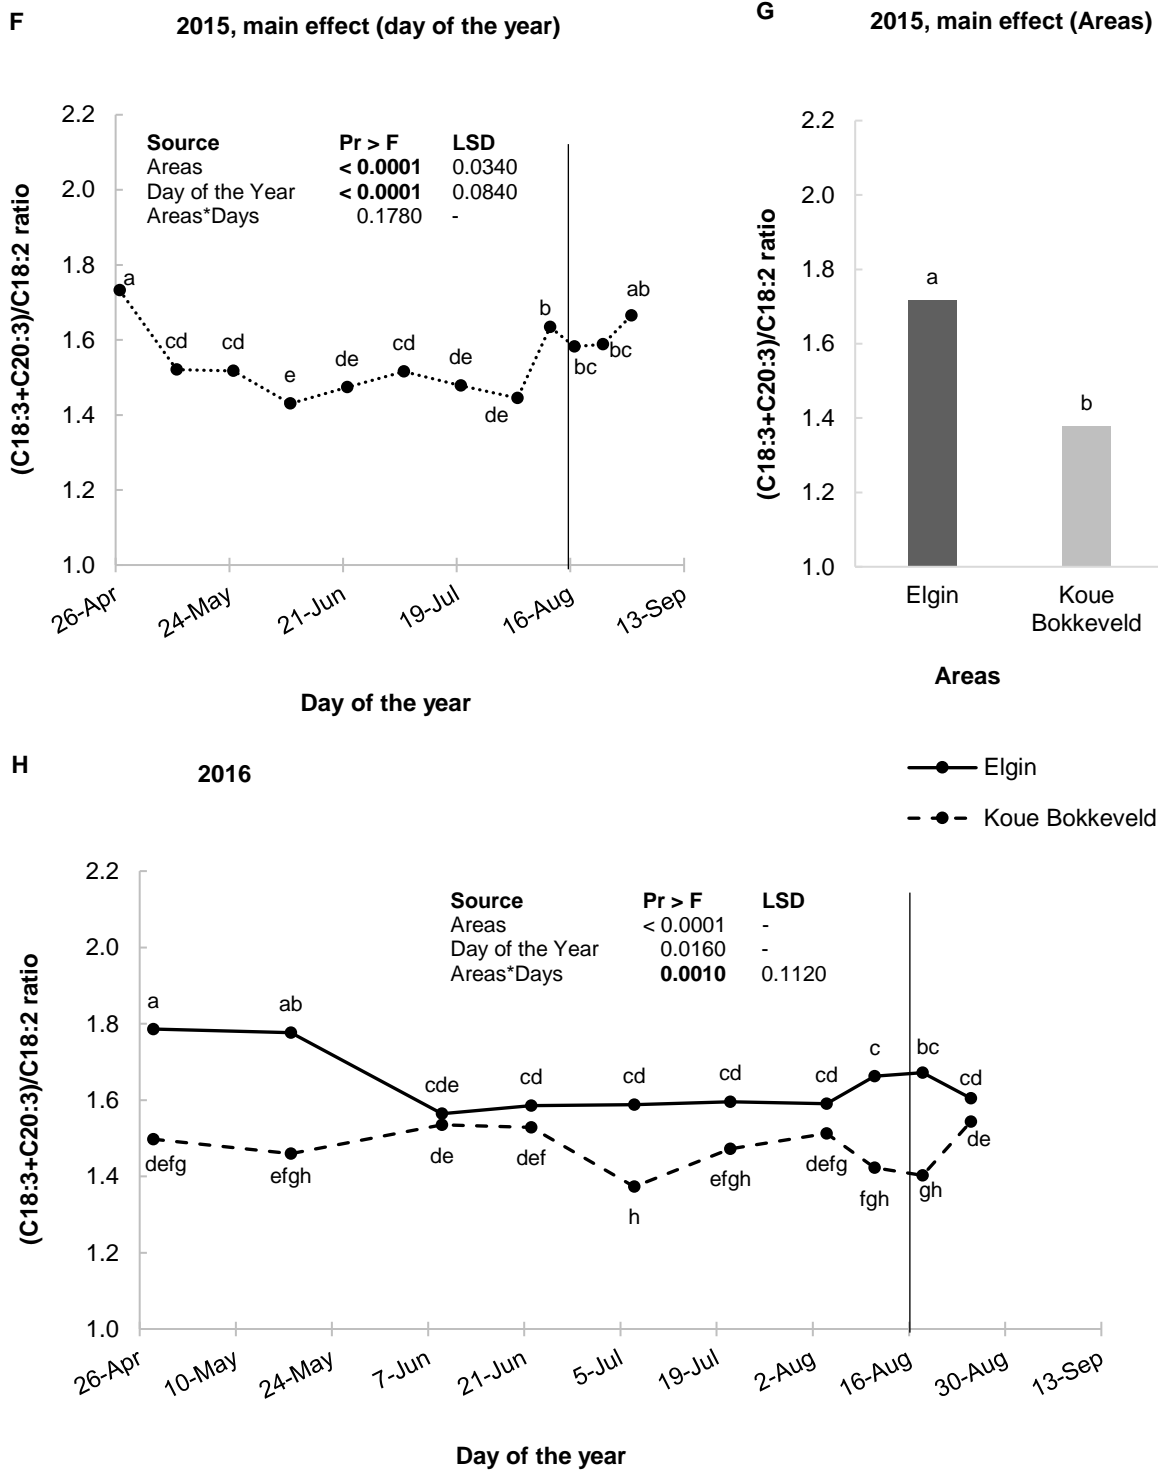 F
2015, main effect (day of the year)
(C18:3+C20:3)/C18:2 ratio
2.2
2.0
1.8
1.6
1.4
1.2
1.0
Source Pr > F LSD
Areas < 0.0001 0.0340
Day of the Year < 0.0001 0.0840
Areas*Days 0.1780 -
a
cd
cd
e
de
cd
de
de
b
bc
bc
ab
26-Apr
24-May
21-Jun
19-Jul
16-Aug
13-Sep
Day of the year
G
2015, main effect (Areas)
(C18:3+C20:3)/C18:2 ratio
2.2
2.0
1.8
1.6
1.4
1.2
1.0
a
b
Elgin
Koue
Bokkeveld
Areas
H
2016
Elgin
Koue Bokkeveld
(C18:3+C20:3)/C18:2 ratio
2.2
2.0
1.8
1.6
1.4
1.2
1.0
Source Pr > F LSD
Areas < 0.0001 -
Day of the Year 0.0160 -
Areas*Days 0.0010 0.1120
a
ab
cde
cd
cd
cd
cd
c
bc
cd
defg
efgh
de
def
h
efgh
defg
fgh
gh
de
26-Apr
10-May
24-May
7-Jun
21-Jun
5-Jul
19-Jul
2-Aug
16-Aug
30-Aug
13-Sep
Day of the year